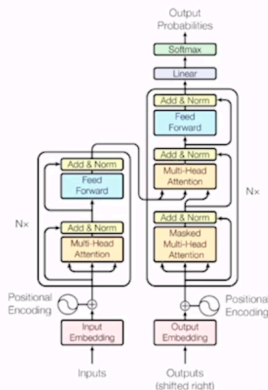 Output
Probabilities
Softmax
Linear
Add & Norm
Feed
Forward
Add & Norm
Multi-Head
Attention
Add & Norm
Masked
Multi-Head
Attention
Nx
Positional
Encoding
Output
Embedding
Outputs
(shifted right)
Add & Norm
Feed
Forward
Add & Norm
Multi-Head
Attention
Nx
Positional
Encoding
Input
Embedding
Inputs